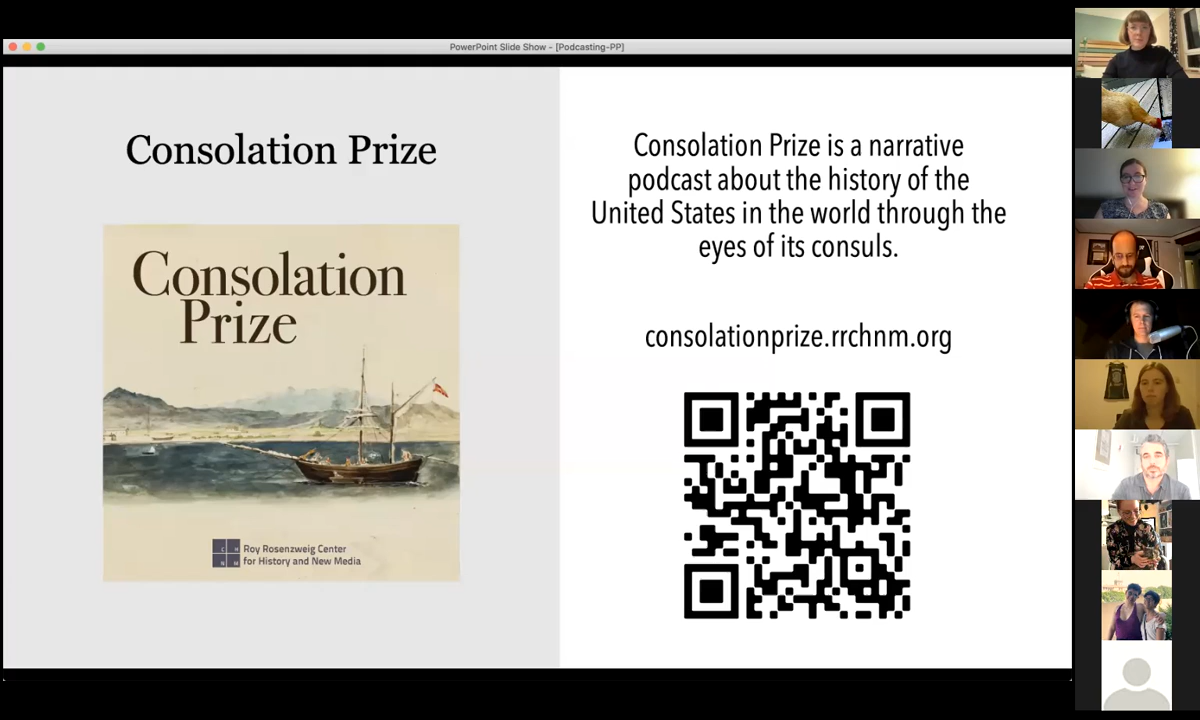 PowerPoint Slide Show - [Podcasting-PP]
Consolation Prize
Consolation
Prize
C H
N M
Roy Rosenzweig Center
for History and New Media
Consolation Prize is a narrative
podcast about the history of the
United States in the world through the
eyes of its consuls.
consolationprize.rrchnm.org